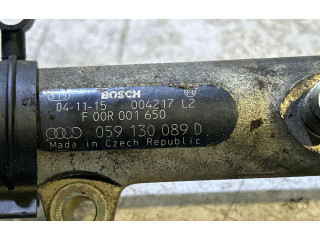 BOSCH
04-11-15 004217 L2
F 00R 001 650
059 130 089 D
Made in Czech Republic